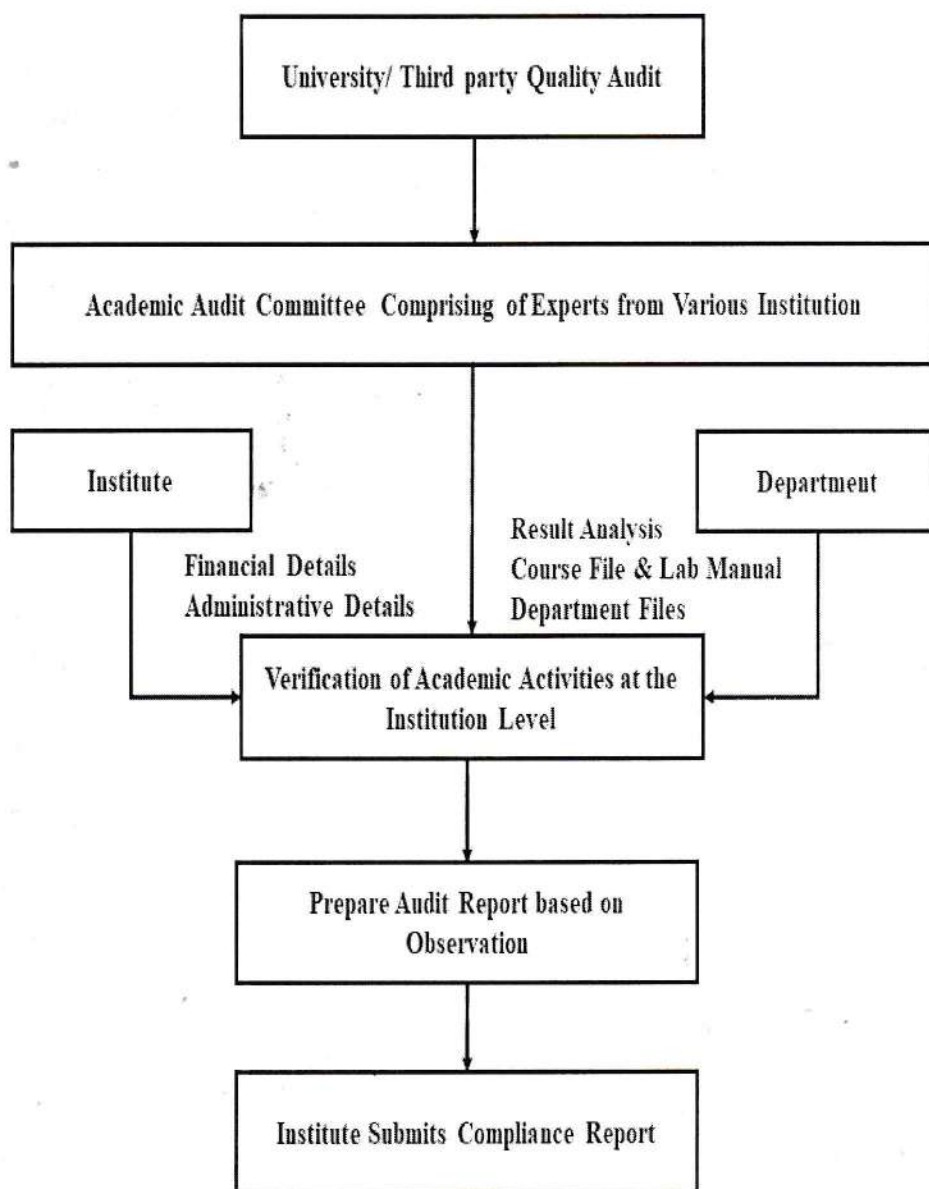 University/ Third party Quality Audit
Academic Audit Committee Comprising of Experts from Various Institution
Institute
Department
Financial Details
Administrative Details
Result Analysis
Course File & Lab Manual
Department Files
Verification of Academic Activities at the
Institution Level
Prepare Audit Report based on
Observation
Institute Submits Compliance Report